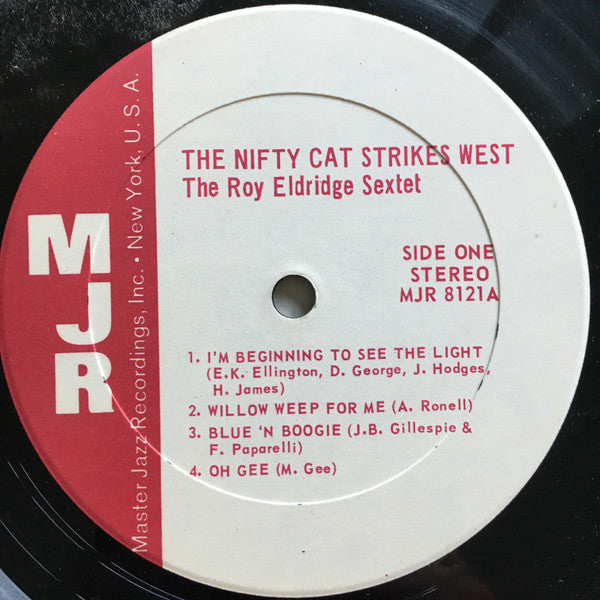 Master Jazz Recordings, Inc. • New York, U. S. A.
MJR
THE NIFTY CAT STRIKES WEST
The Roy Eldridge Sextet
SIDE ONE
STEREO
MJR 8121A
1. I'M BEGINNING TO SEE THE LIGHT
(E.K. Ellington, D. George, J. Hodges,
H. James)
2. WILLOW WEEP FOR ME (A. Ronell)
3. BLUE 'N BOOGIE (J.B. Gillespie &
F. Paparelli)
4. OH GEE (M. Gee)